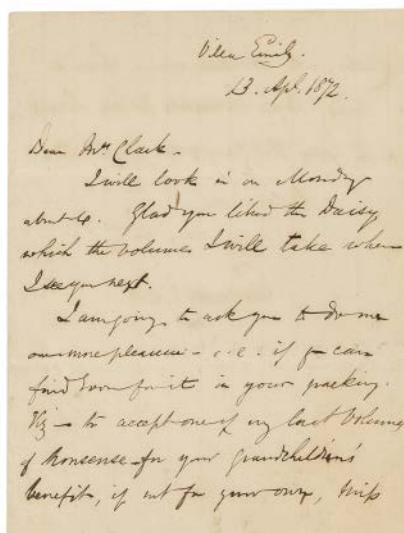 Villa Emily.
13. Apl. 1872.
Dear Mrs Clark.
I will look in on Monday
about 4. Glad you liked the Daisy
which the volumes I will take when
I see you next.
I am going to ask you to do me
one more pleasure - i.e. if you can
find room for it in your packing.
Viz - to accept one of my last Volumes
of Nonsense - for your grandchildren's
benefit, if not for your own, this